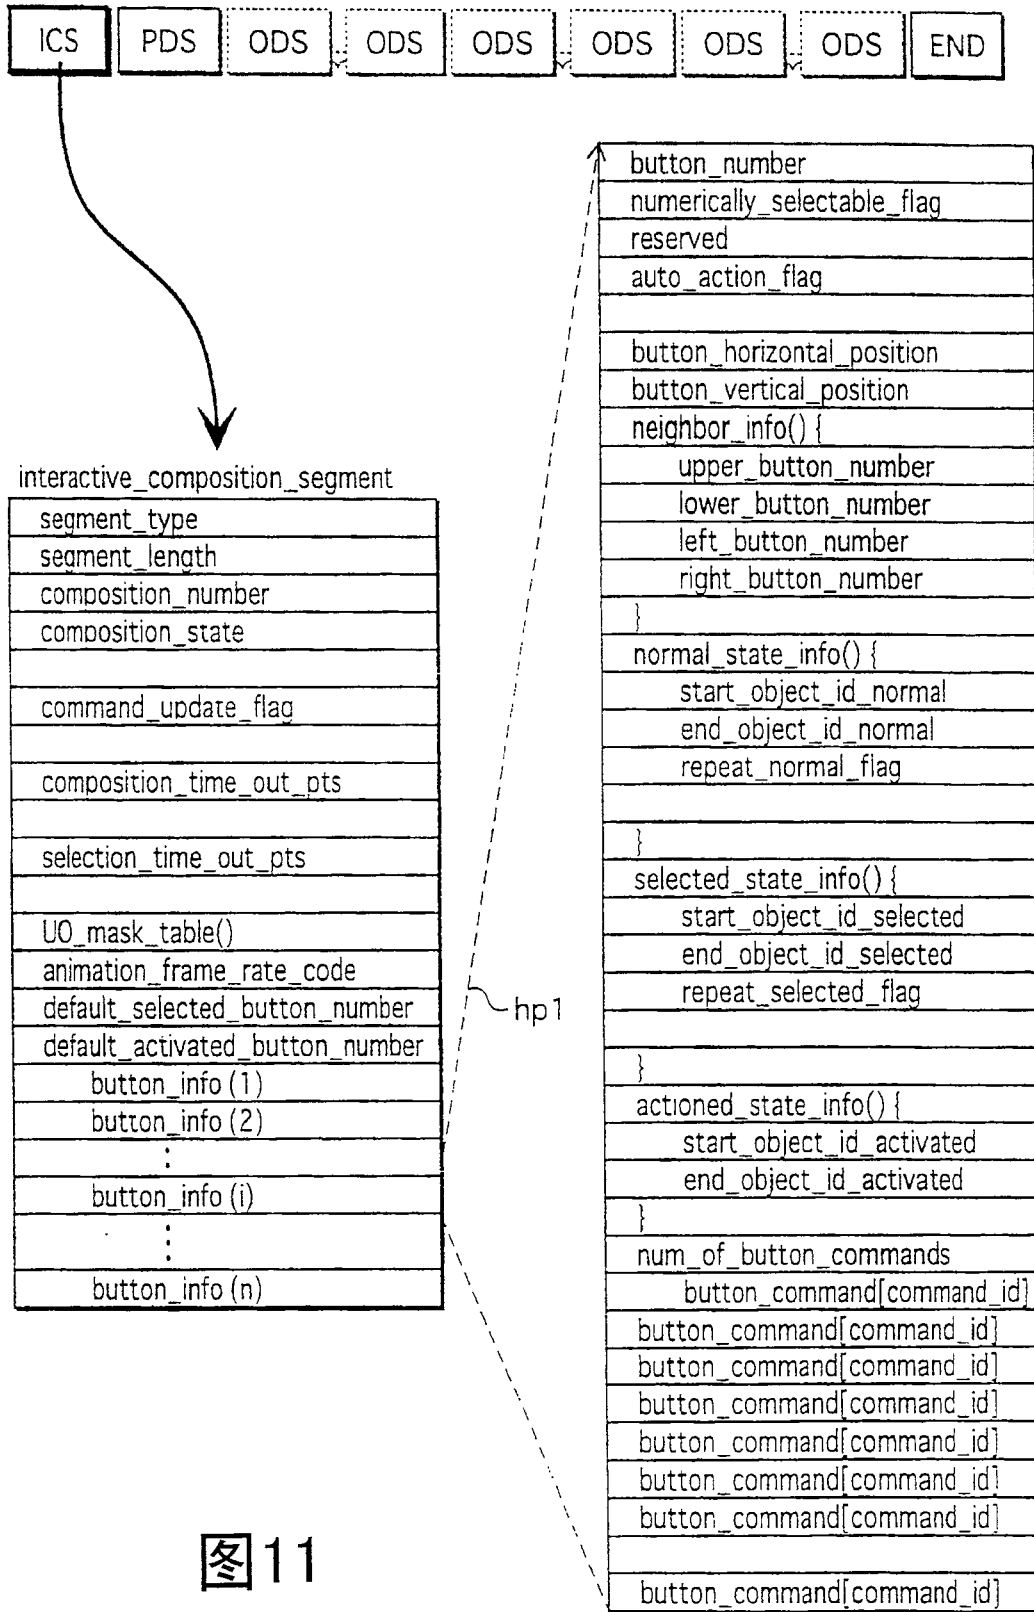 ICS PDS ODS ODS ODS ODS ODS ODS END
interactive_composition_segment
segment_type
segment_length
composition_number
composition_state
command_update_flag
composition_time_out_pts
selection_time_out_pts
UO_mask_table()
animation_frame_rate_code
default_selected_button_number
default_activated_button_number
button_info (1)
button_info (2)
⋮
button_info (i)
⋮
button_info (n)
hp1
button_number
numerically_selectable_flag
reserved
auto_action_flag
button_horizontal_position
button_vertical_position
neighbor_info() {
upper_button_number
lower_button_number
left_button_number
right_button_number
}
normal_state_info() {
start_object_id_normal
end_object_id_normal
repeat_normal_flag
}
selected_state_info() {
start_object_id_selected
end_object_id_selected
repeat_selected_flag
}
actioned_state_info() {
start_object_id_activated
end_object_id_activated
}
num_of_button_commands
button_command[command_id]
button_command[command_id]
button_command[command_id]
button_command[command_id]
button_command[command_id]
button_command[command_id]
button_command[command_id]
button_command[command_id]
图11